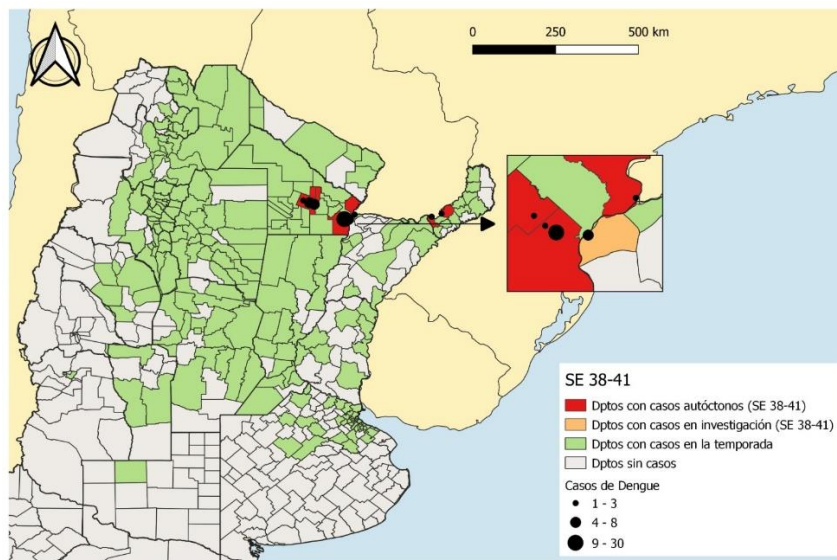 0 250 500 km
SE 38-41
Dptos con casos autóctonos (SE 38-41)
Dptos con casos en investigación (SE 38-41)
Dptos con casos en la temporada
Dptos sin casos
Casos de Dengue
1 - 3
4 - 8
9 - 30